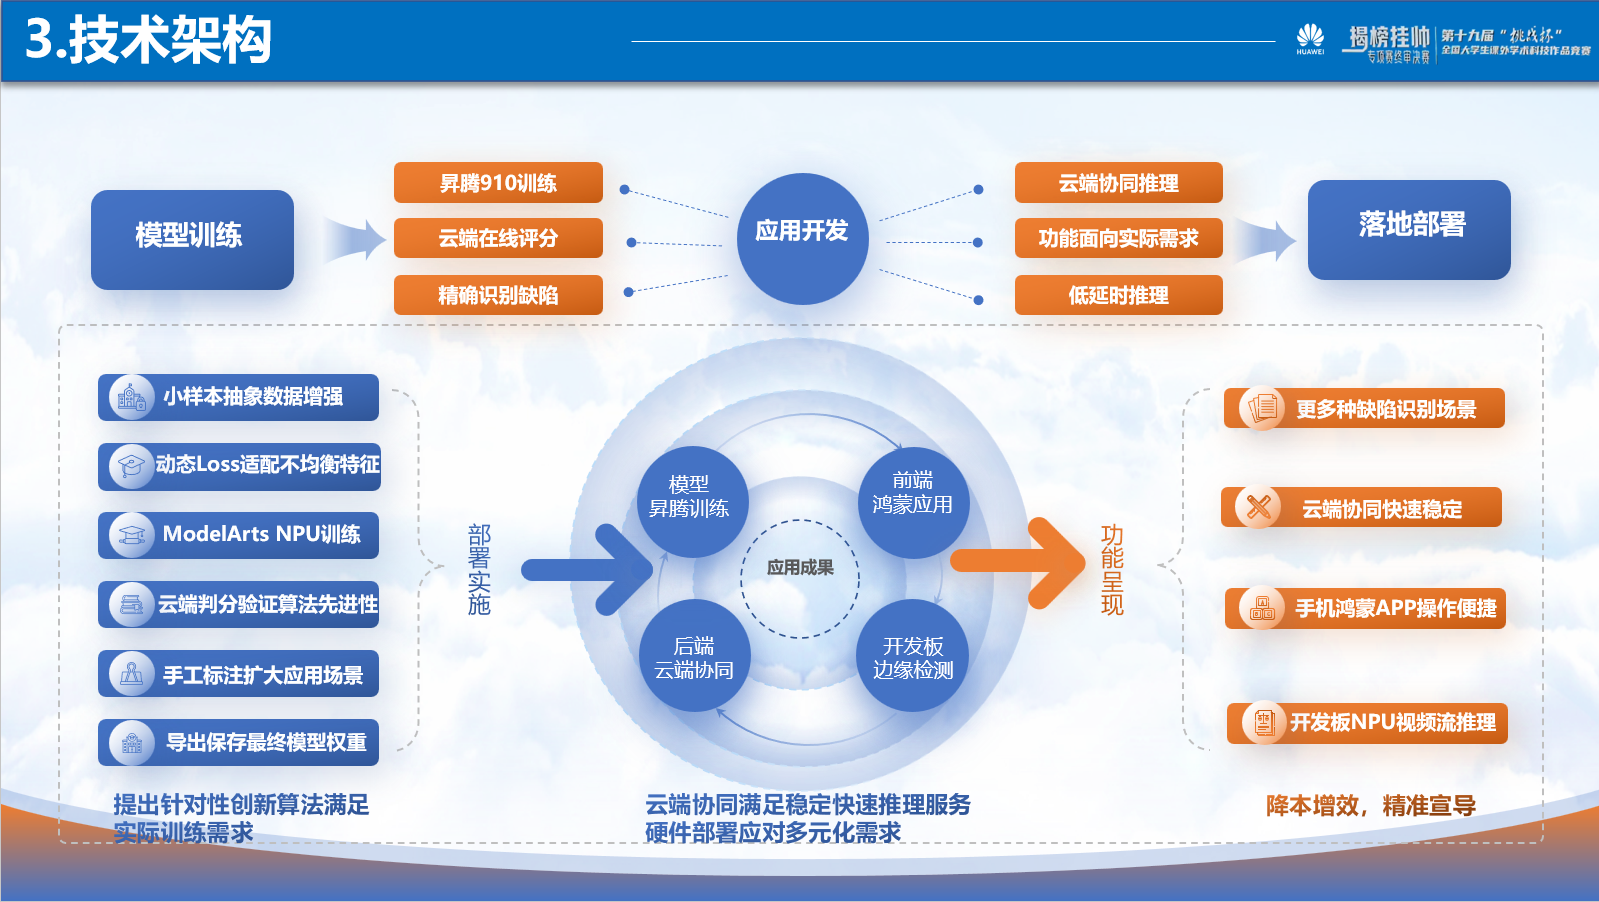 3.技术架构
HUAWEI
揭榜挂帅
专项赛终审决赛
第十九届“挑战杯”
全国大学生课外学术科技作品竞赛
模型训练
昇腾910训练
云端在线评分
精确识别缺陷
应用开发
云端协同推理
功能面向实际需求
低延时推理
落地部署
小样本抽象数据增强
动态Loss适配不均衡特征
ModelArts NPU训练
云端判分验证算法先进性
手工标注扩大应用场景
导出保存最终模型权重
提出针对性创新算法满足
实际训练需求
部署实施
模型
昇腾训练
前端
鸿蒙应用
应用成果
后端
云端协同
开发板
边缘检测
云端协同满足稳定快速推理服务
硬件部署应对多元化需求
功能呈现
更多种缺陷识别场景
云端协同快速稳定
手机鸿蒙APP操作便捷
开发板NPU视频流推理
降本增效，精准宣导